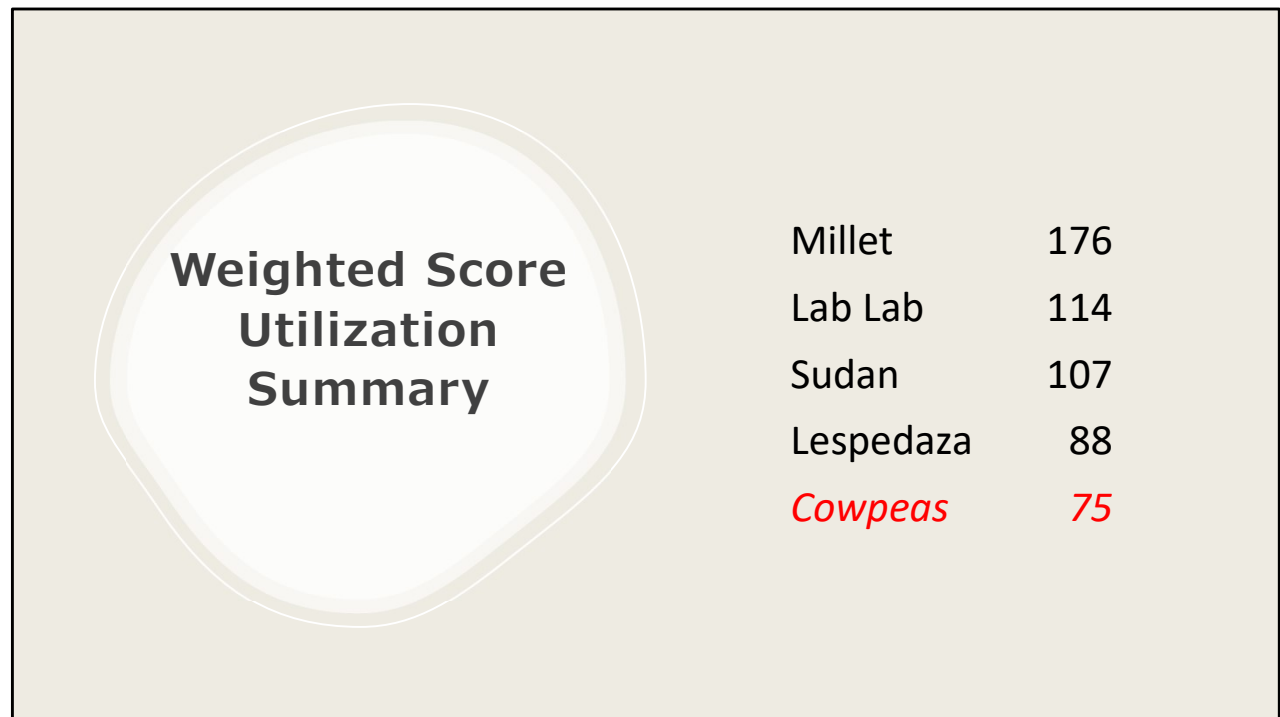 Weighted Score
Utilization
Summary
Millet 176
Lab Lab 114
Sudan 107
Lespedaza 88
Cowpeas 75